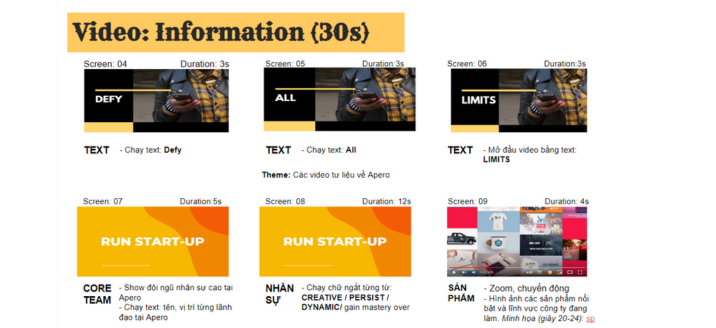 Video: Information (30s)
Screen: 04 Duration: 3s
Screen: 05 Duration: 3s
Screen: 06 Duration:3s
DEFY
ALL
LIMITS
TEXT - Chạy text: Defy
TEXT - Chạy text: All
TEXT - Mở đầu video bằng text:
LIMITS
Theme: Các video tư liệu về Apero
Screen: 07 Duration:5s
Screen: 08 Duration: 12s
Screen: 09 Duration: 4s
RUN START-UP
RUN START-UP
CORE TEAM
- Show đội ngũ nhân sự cao tại
Apero
- Chạy text: tên, vị trí từng lãnh
đạo tại Apero
NHÂN SỰ
- Chạy chữ ngắt từng từ:
CREATIVE / PERSIST /
DYNAMIC/ gain mastery over
SẢN PHẨM
- Zoom, chuyển động
- Hình ảnh các sản phẩm nổi
bật và lĩnh vực công ty đang
làm. Minh họa (giây 20-24): sp